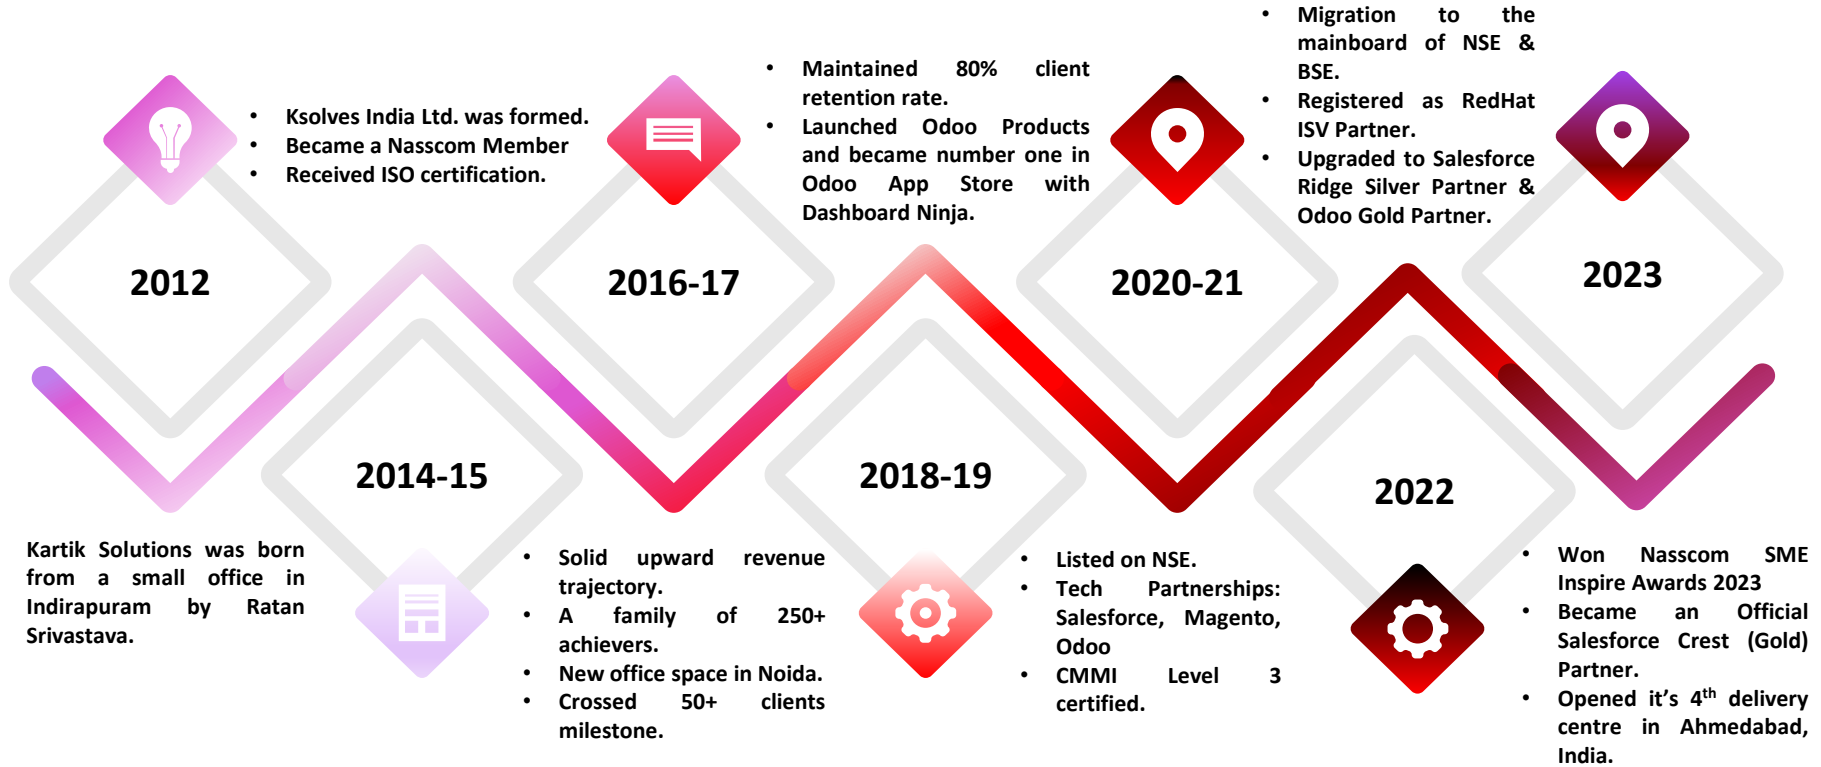 2012
Kartik Solutions was born
from a small office in
Indirapuram by Ratan
Srivastava.
• Ksolves India Ltd. was formed.
• Became a Nasscom Member
• Received ISO certification.
2014-15
• Solid upward revenue
trajectory.
• A family of 250+
achievers.
• New office space in Noida.
• Crossed 50+ clients
milestone.
2016-17
• Maintained 80% client
retention rate.
• Launched Odoo Products
and became number one in
Odoo App Store with
Dashboard Ninja.
2018-19
• Listed on NSE.
• Tech Partnerships:
Salesforce, Magento,
Odoo
• CMMI Level 3
certified.
2020-21
• Migration to the
mainboard of NSE &
BSE.
• Registered as RedHat
ISV Partner.
• Upgraded to Salesforce
Ridge Silver Partner &
Odoo Gold Partner.
2022
2023
• Won Nasscom SME
Inspire Awards 2023
• Became an Official
Salesforce Crest (Gold)
Partner.
• Opened it’s 4th delivery
centre in Ahmedabad,
India.